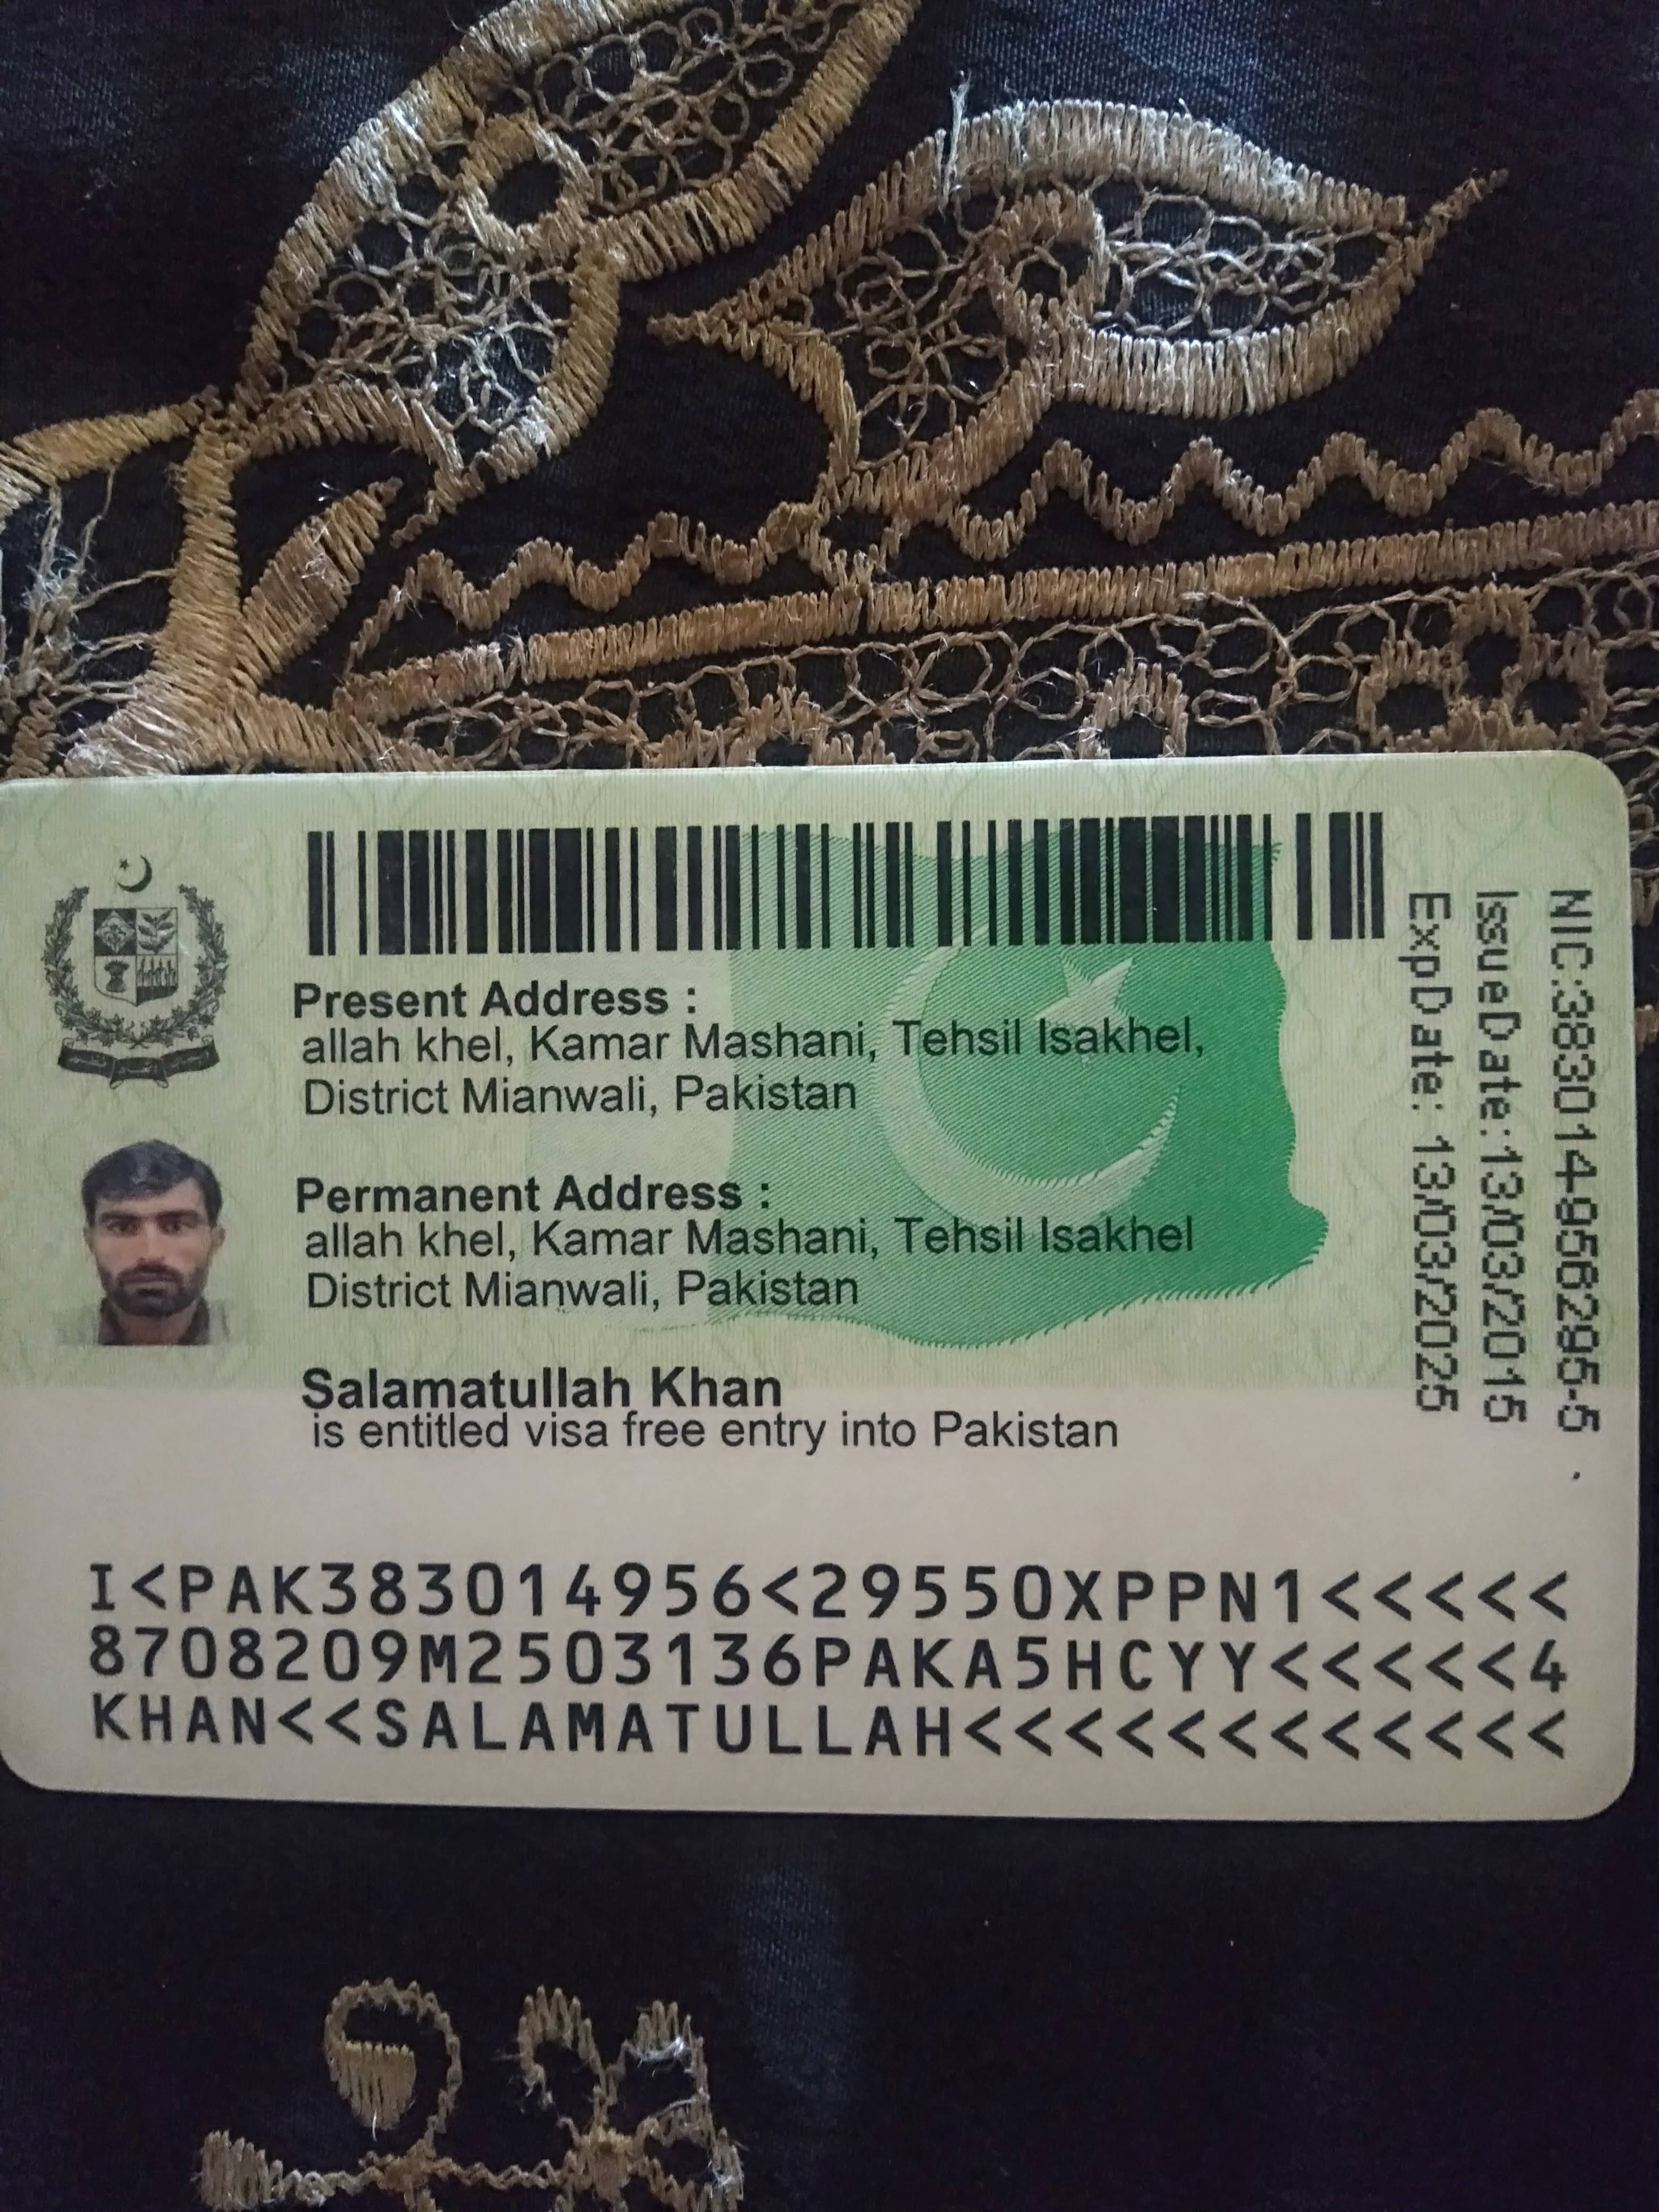 Present Address :
allah khel, Kamar Mashani, Tehsil Isakhel,
District Mianwali, Pakistan
Permanent Address :
allah khel, Kamar Mashani, Tehsil Isakhel
District Mianwali, Pakistan
Salamatullah Khan
is entitled visa free entry into Pakistan
NIC:383014-956295-5
IssueDate:13/03/2015
ExpDate: 13/03/2025
I<PAK383014956<29550XPPN1<<<<<
8708209M2503136PAKA5HCYY<<<<<4
KHAN<<SALAMATULLAH<<<<<<<<<<<<